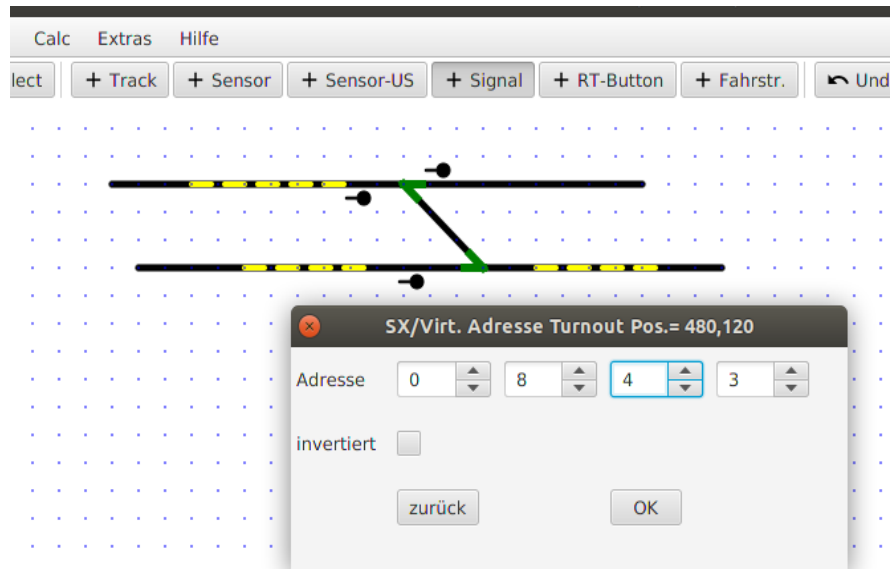 Calc Extras Hilfe
lect + Track + Sensor + Sensor-US + Signal + RT-Button + Fahrstr. Und
SX/Virt. Adresse Turnout Pos.= 480,120
Adresse 0 8 4 3
invertiert
zurück OK